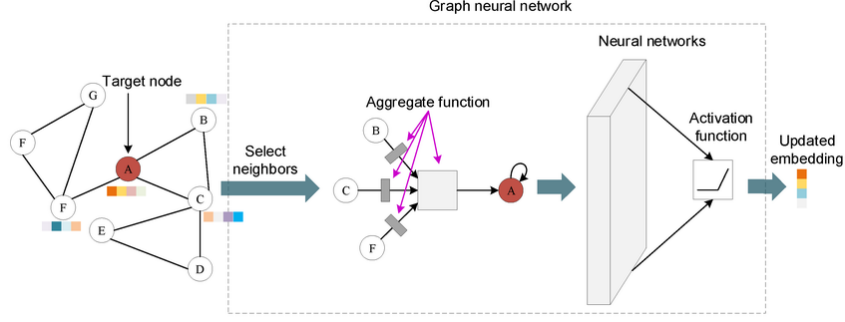 Graph neural network
Neural networks
Target node
G
Aggregate function
B
B
Activation
function
F
Updated
embedding
Select
neighbors
A
C
A
F
C
E
F
D